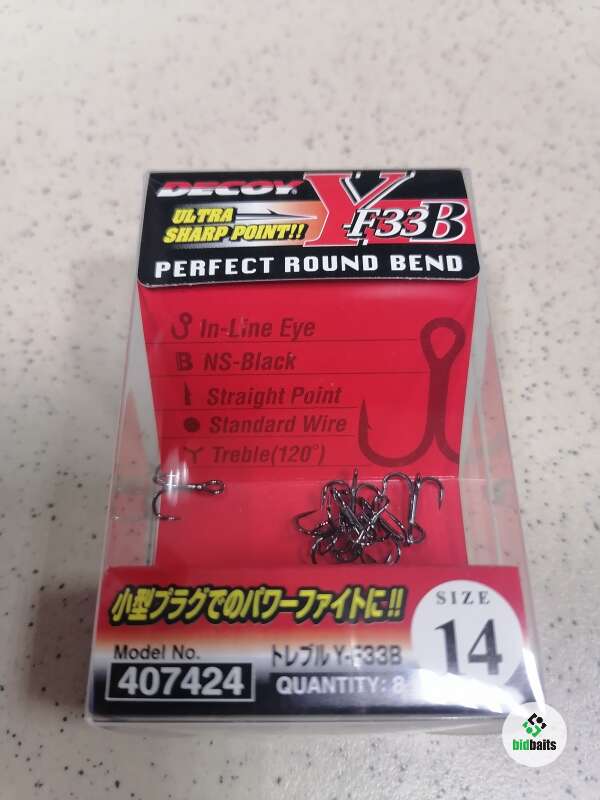 DECOY®
ULTRA
SHARP POINT!!
Y-F33B
PERFECT ROUND BEND
In-Line Eye
B NS-Black
Straight Point
Standard Wire
Treble(120°)
小型プラグでのパワーファイトに!!
Model No.
407424
トレブル Y-F33B
QUANTITY: 8
SIZE
14
bidbaits